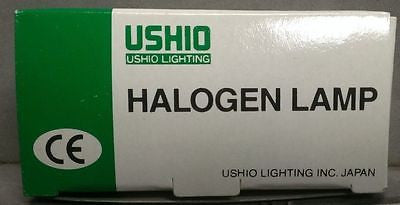 USHIO
USHIO LIGHTING
HALOGEN LAMP
CE
USHIO LIGHTING INC. JAPAN